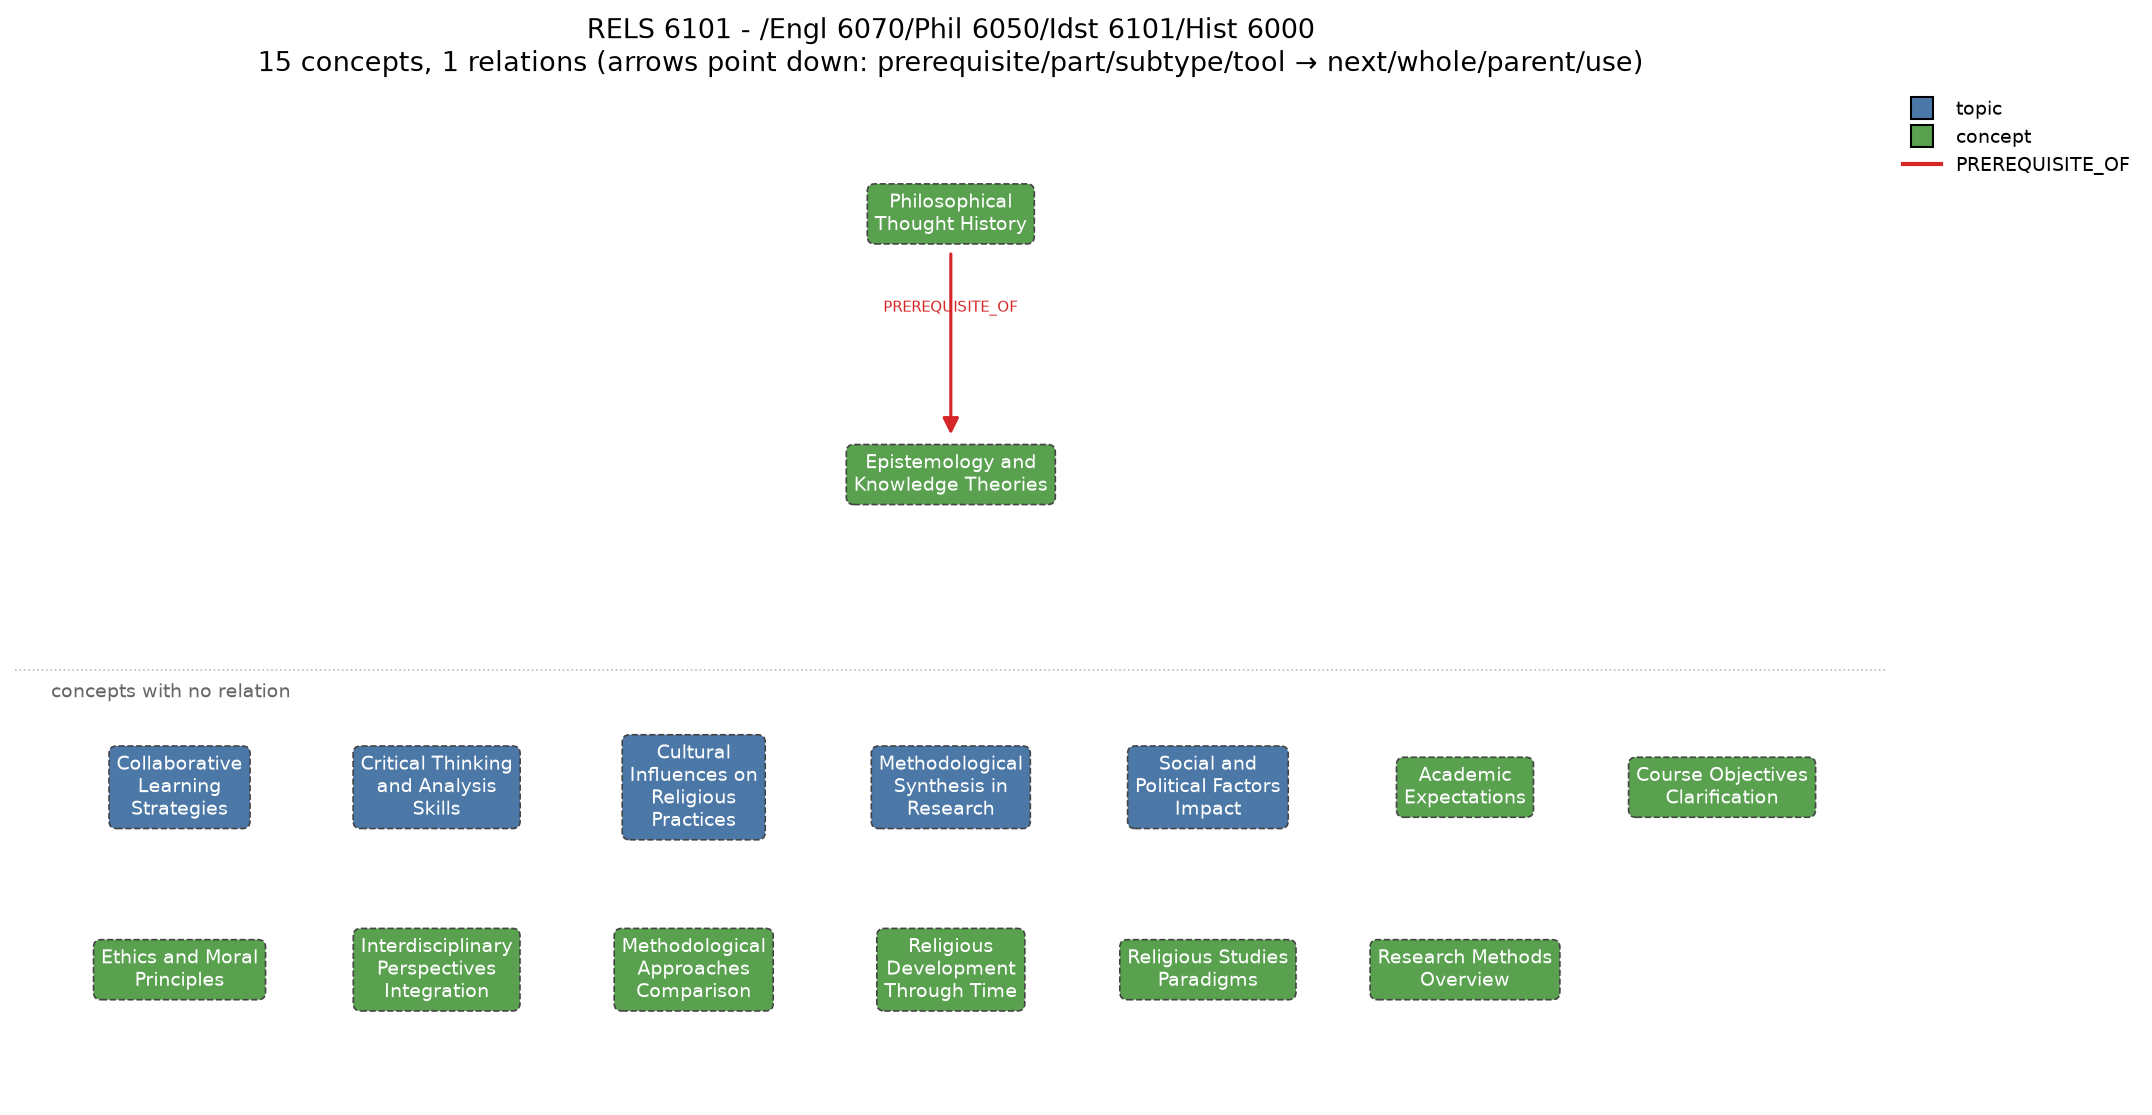 RELS 6101 - /Engl 6070/Phil 6050/Idst 6101/Hist 6000
15 concepts, 1 relations (arrows point down: prerequisite/part/subtype/tool → next/whole/parent/use)
topic
concept
PREREQUISITE_OF
Philosophical
Thought History
PREREQUISITE_OF
Epistemology and
Knowledge Theories
concepts with no relation
Collaborative
Learning
Strategies
Critical Thinking
and Analysis
Skills
Cultural
Influences on
Religious
Practices
Methodological
Synthesis in
Research
Social and
Political Factors
Impact
Academic
Expectations
Course Objectives
Clarification
Ethics and Moral
Principles
Interdisciplinary
Perspectives
Integration
Methodological
Approaches
Comparison
Religious
Development
Through Time
Religious Studies
Paradigms
Research Methods
Overview